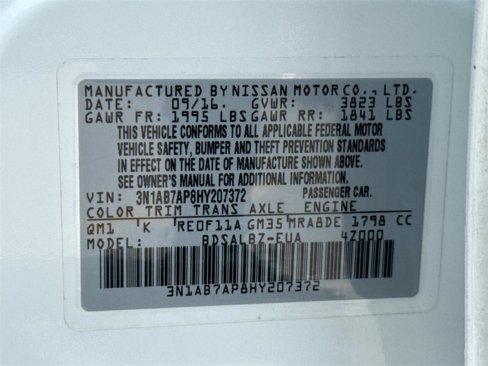 MANUFACTURED BY NISSAN MOTOR CO., LTD.
DATE: 09/16. GVWR: 3823 LBS
GAWR FR: 1995 LBS GAWR RR: 1841 LBS
THIS VEHICLE CONFORMS TO ALL APPLICABLE FEDERAL MOTOR
VEHICLE SAFETY, BUMPER AND THEFT PREVENTION STANDARDS
IN EFFECT ON THE DATE OF MANUFACTURE SHOWN ABOVE.
SEE OWNER'S MANUAL FOR ADDITIONAL INFORMATION
VIN: 3N1AB7AP8HY207372 PASSENGER CAR.
COLOR TRIM TRANS AXLE ENGINE
QM1 K RE0F11A GM35 MRA8DE 1798 CC
MODEL: BDSALBZ-EUA 4Z000
3N1AB7AP8HY207372